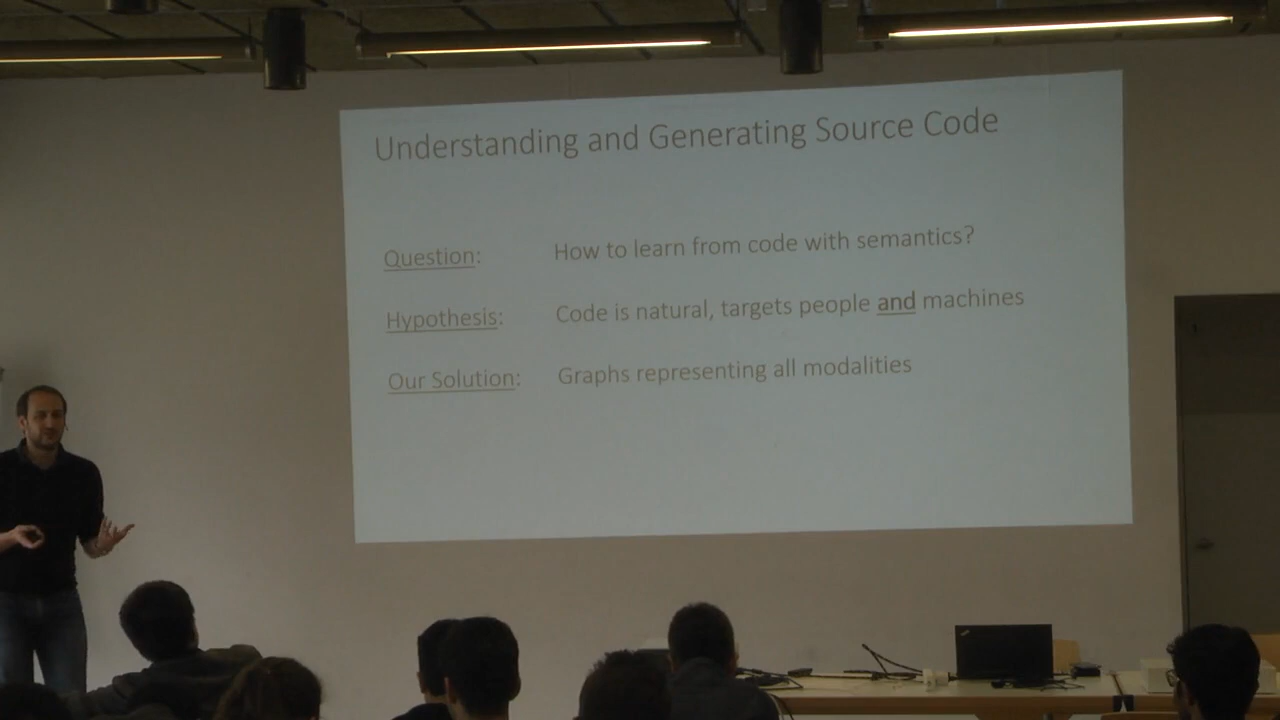 Understanding and Generating Source Code
Question: How to learn from code with semantics?
Hypothesis: Code is natural, targets people and machines
Our Solution: Graphs representing all modalities